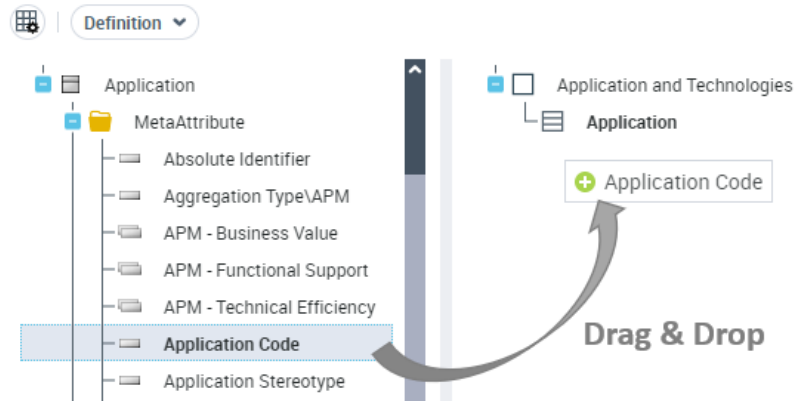 Definition
Application
MetaAttribute
Absolute Identifier
Aggregation Type\APM
APM - Business Value
APM - Functional Support
APM - Technical Efficiency
Application Code
Application Stereotype
Application and Technologies
Application
Application Code
Drag & Drop